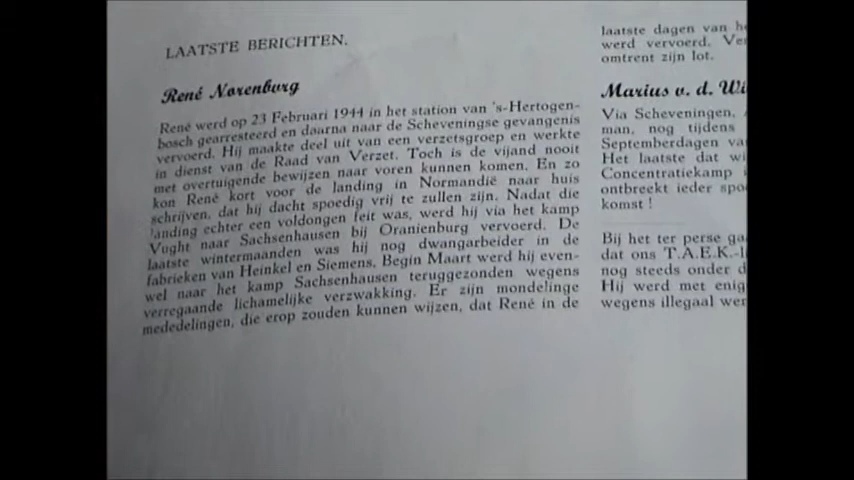 LAATSTE BERICHTEN.
René Norenburg
René werd op 23 Februari 1944 in het station van 's-Hertogen-
bosch gearresteerd en daarna naar de Scheveningse gevangenis
vervoerd. Hij maakte deel uit van een verzetsgroep en werkte
in dienst van de Raad van Verzet. Toch is de vijand nooit
met overtuigende bewijzen naar voren kunnen komen. En zo
kon René kort voor de landing in Normandië naar huis
schrijven, dat hij dacht spoedig vrij te zullen zijn. Nadat die
landing echter een voldongen feit was, werd hij via het kamp
Vught naar Sachsenhausen bij Oranienburg vervoerd. De
laatste wintermaanden was hij nog dwangarbeider in de
fabrieken van Heinkel en Siemens. Begin Maart werd hij even-
wel naar het kamp Sachsenhausen teruggezonden wegens
verregaande lichamelijke verzwakking. Er zijn mondelinge
mededelingen, die erop zouden kunnen wijzen, dat René in de
laatste dagen van
werd vervoerd.
omtrent zijn lot.
Marius v. d.
Via Scheveningen,
man, nog tijdens
Septemberdagen
Het laatste dat
Concentratiekamp
ontbreekt ieder
komst !
Bij het ter perse
dat ons T.A.E.K.-
nog steeds onder
Hij werd met
wegens illegaal